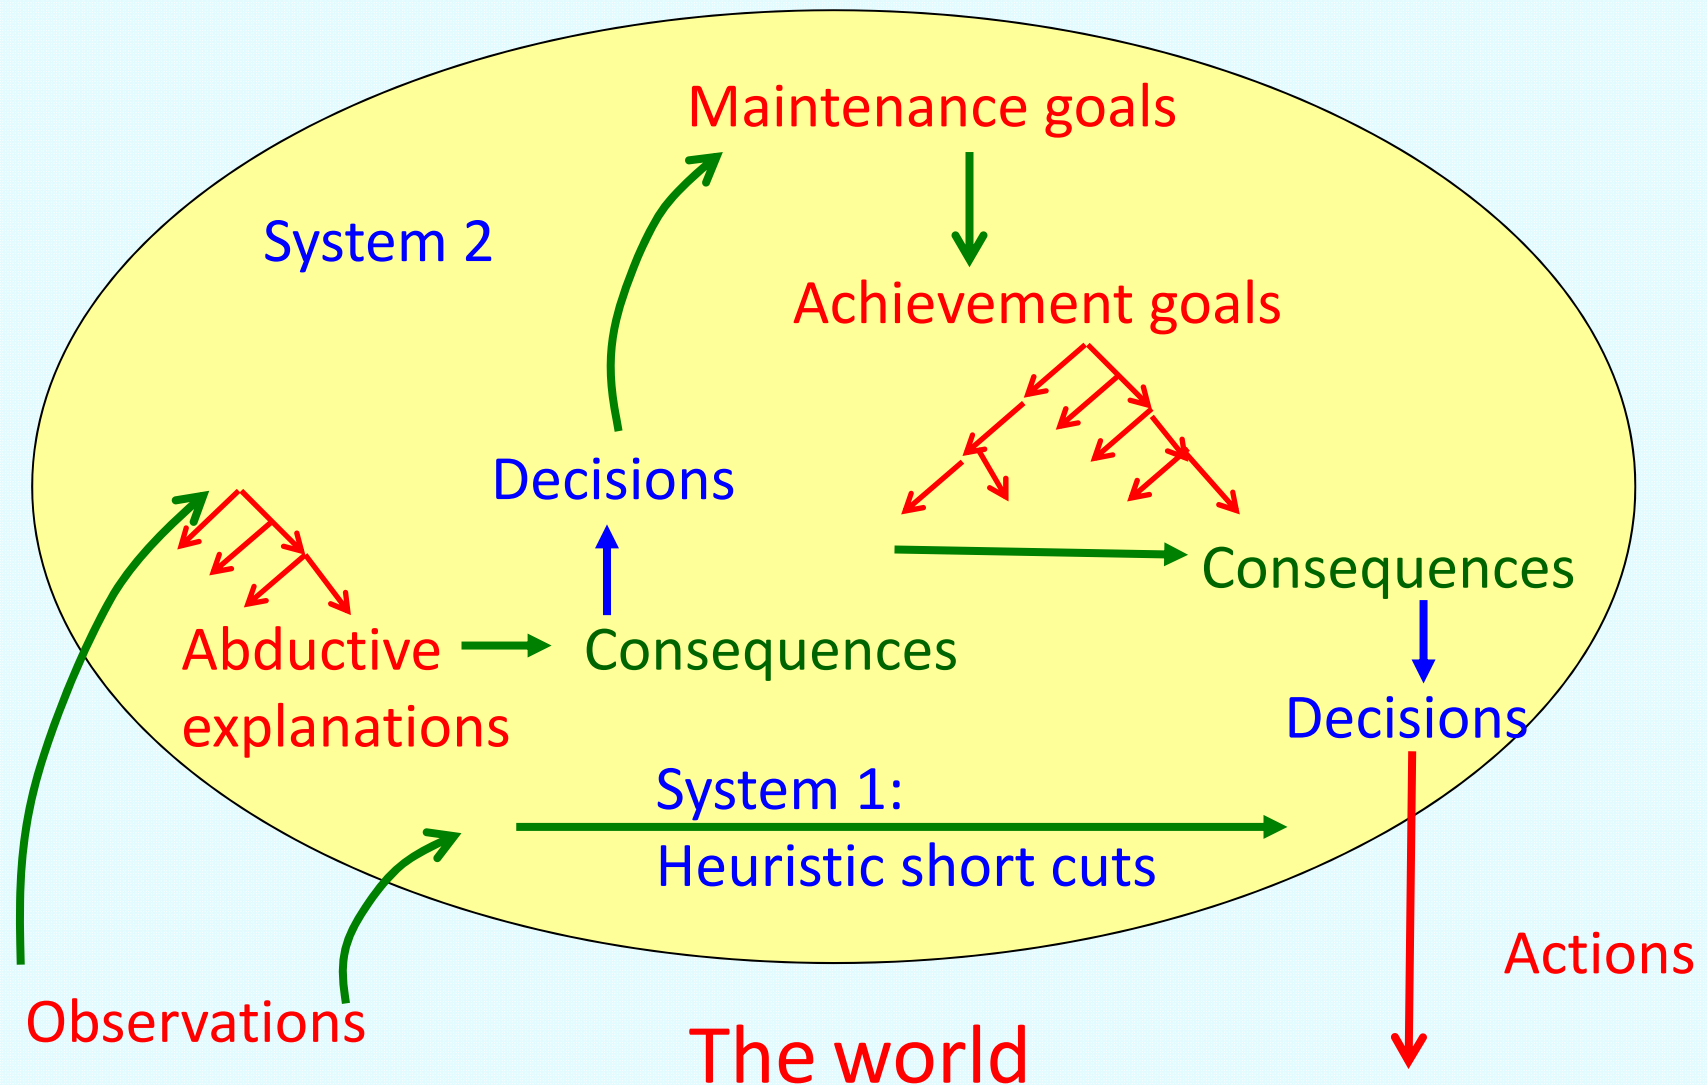 Maintenance goals
System 2
Achievement goals
Decisions
Consequences
Abductive
explanations
Consequences
Decisions
System 1:
Heuristic short cuts
Actions
Observations
The world